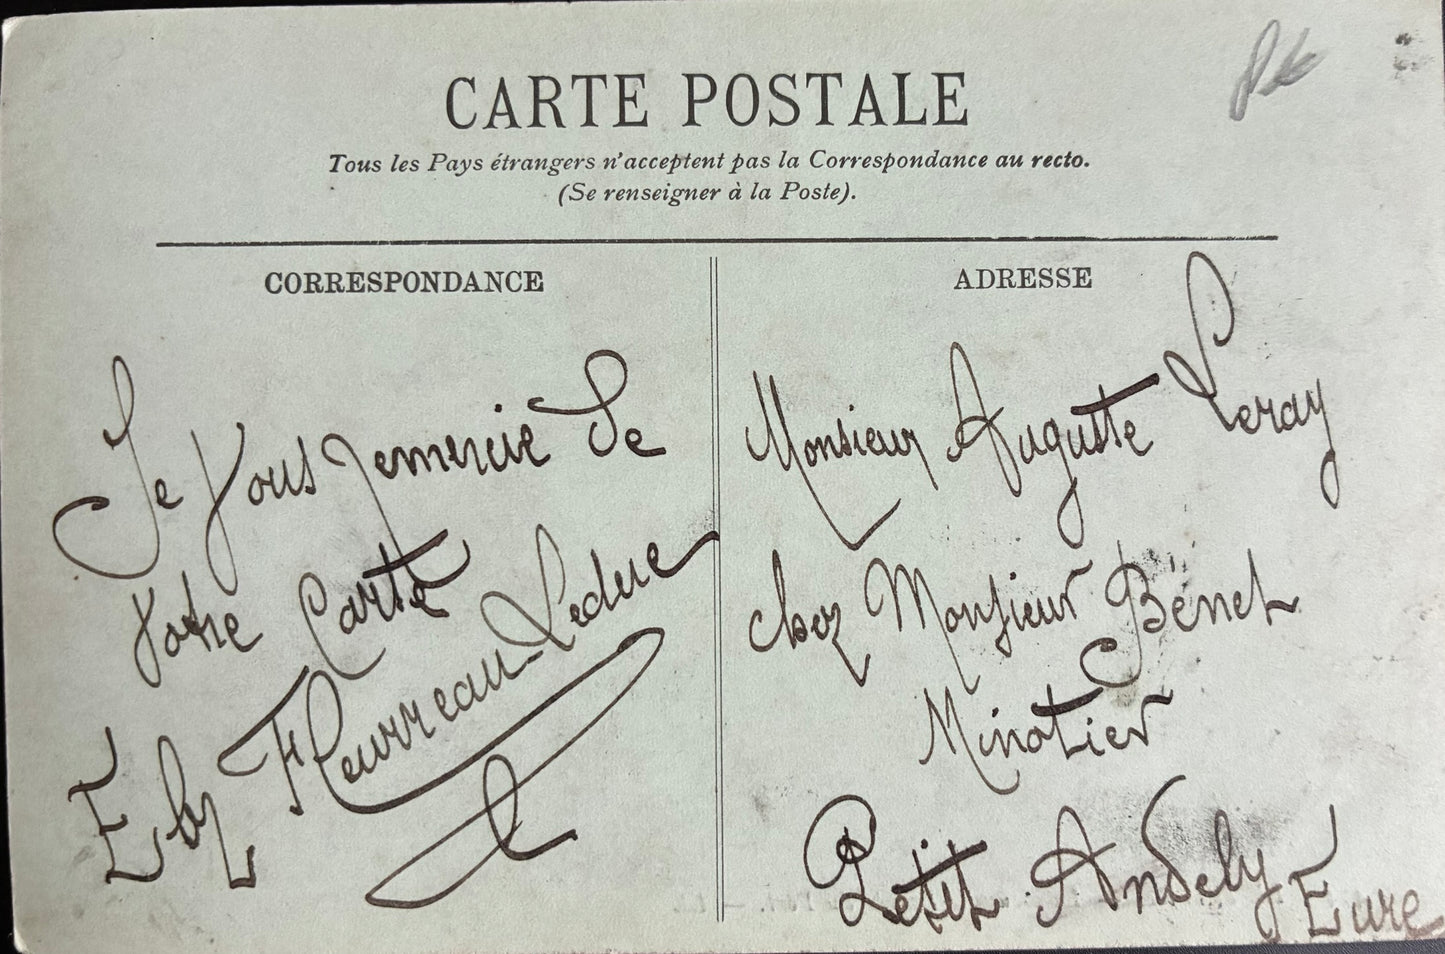 CARTE POSTALE
Tous les Pays étrangers n'acceptent pas la Correspondance au recto.
(Se renseigner à la Poste).
CORRESPONDANCE
Je Vous remercie De
Votre Carte
Fleurreau-Leduc
ADRESSE
Monsieur Auguste Leray
chez Monsieur Bénet
Minotier
Petit Andely Eure